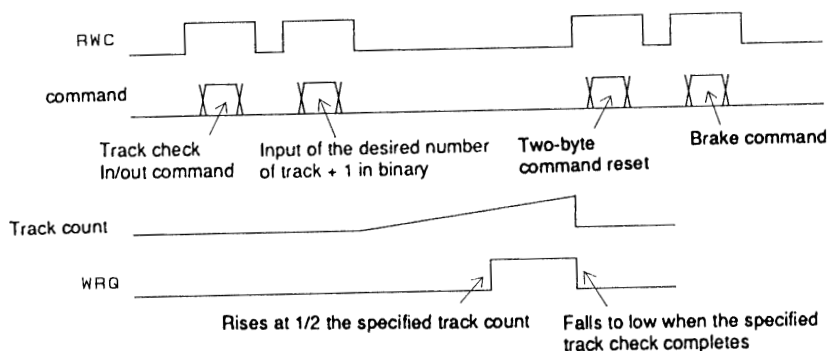 RWC
command
Track check
In/out command
Input of the desired number
of track + 1 in binary
Two-byte
command reset
Brake command
Track count
WRQ
Rises at 1/2 the specified track count
Falls to low when the specified
track check completes